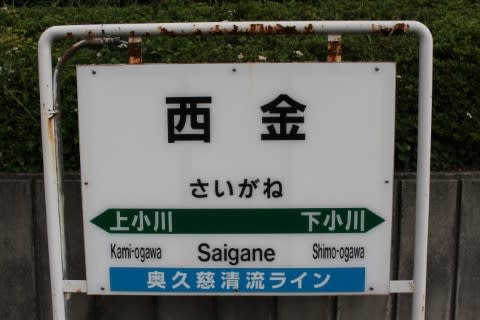 西金
さいがね
上小川 下小川
Kami-ogawa Saigane Shimo-ogawa
奥久慈清流ライン